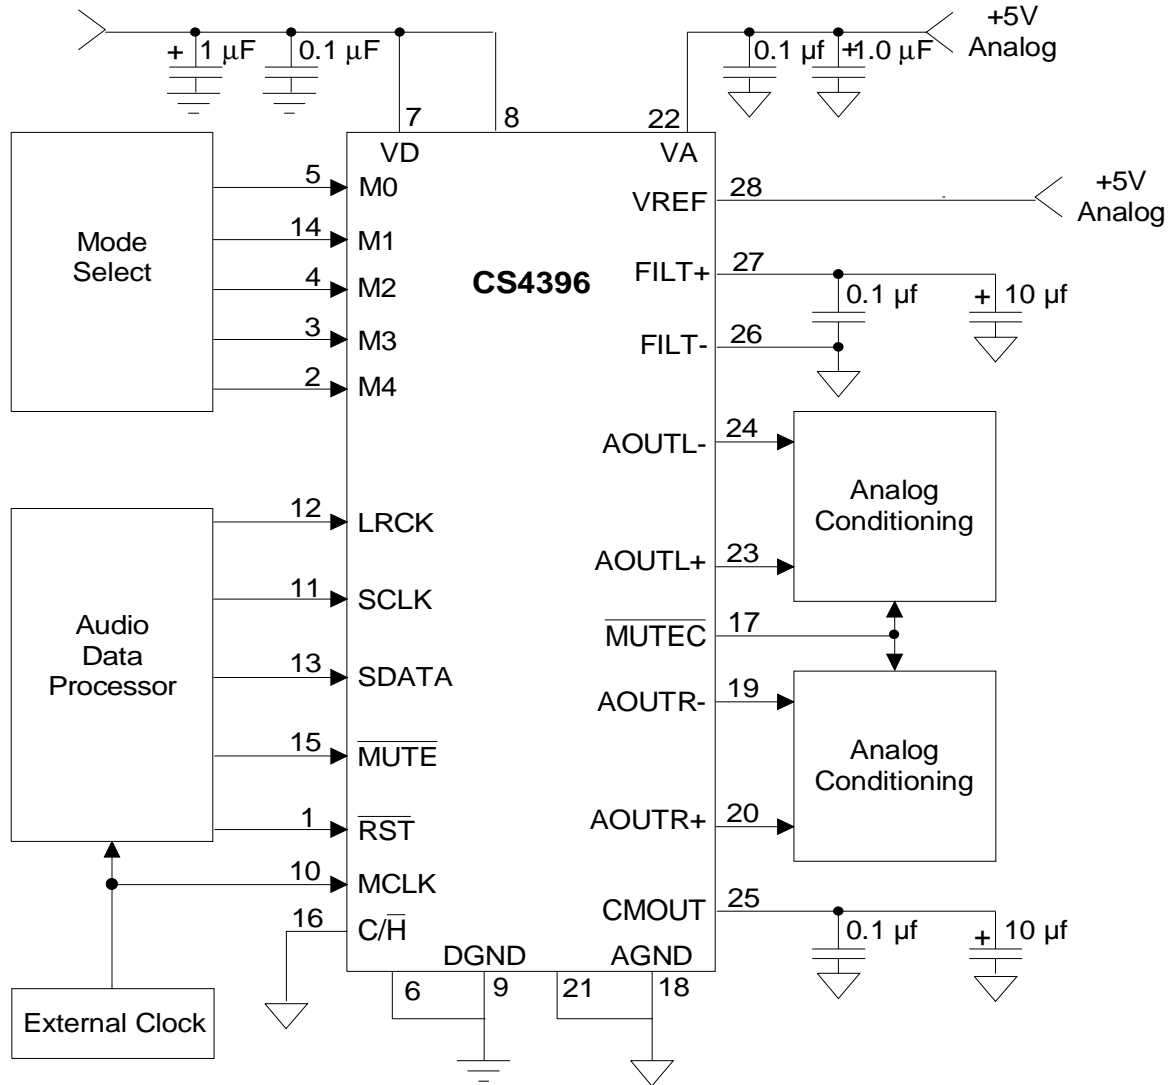 1 μF
0.1 μF
+
7
8
0.1 µf
+
1.0 μF
+5V
Analog
22
VD
VA
Mode
Select
5
M0
14
M1
4
M2
3
M3
2
M4
CS4396
VREF
28
+5V
Analog
FILT+
27
0.1 µf
+
10 µf
FILT-
26
AOUTL-
24
Analog
Conditioning
AOUTL+
23
MUTEC
17
AOUTR-
19
Analog
Conditioning
AOUTR+
20
CMOUT
25
0.1 µf
+
10 µf
Audio
Data
Processor
12
LRCK
11
SCLK
13
SDATA
15
MUTE
1
RST
10
MCLK
16
C/H
DGND
AGND
6
9
21
18
External Clock